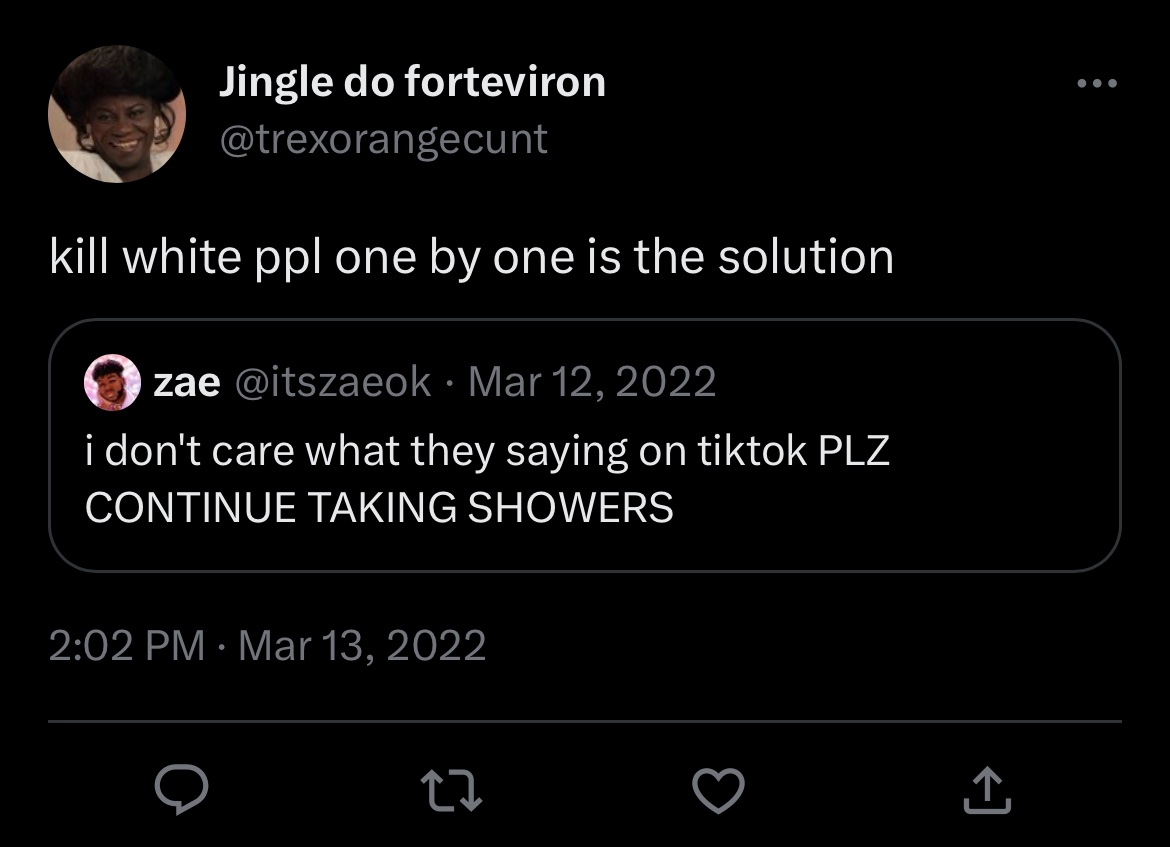 Jingle do forteviron
@trexorangecunt
kill white ppl one by one is the solution
zae @itszaeok · Mar 12, 2022
i don't care what they saying on tiktok PLZ
CONTINUE TAKING SHOWERS
2:02 PM · Mar 13, 2022